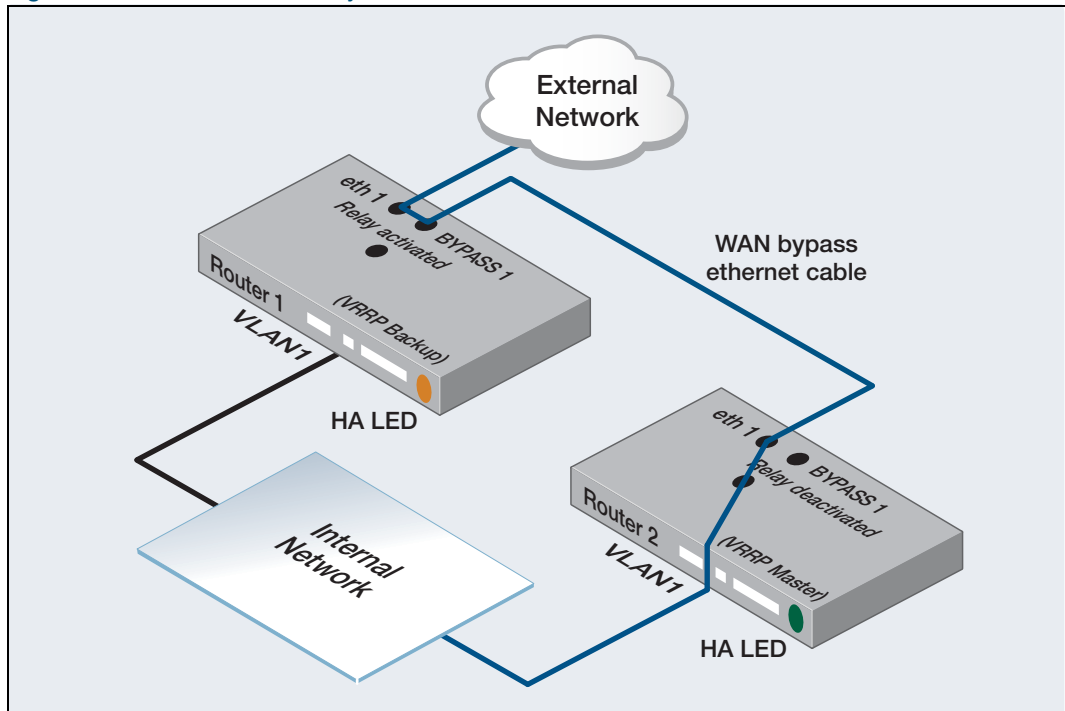 External
Network
eth 1
BYPASS 1
Relay activated
Router 1
(VRRP Backup)
VLAN1
HA LED
WAN bypass
ethernet cable
eth 1
BYPASS 1
Relay deactivated
Router 2
(VRRP Master)
VLAN1
HA LED
Internal
Network